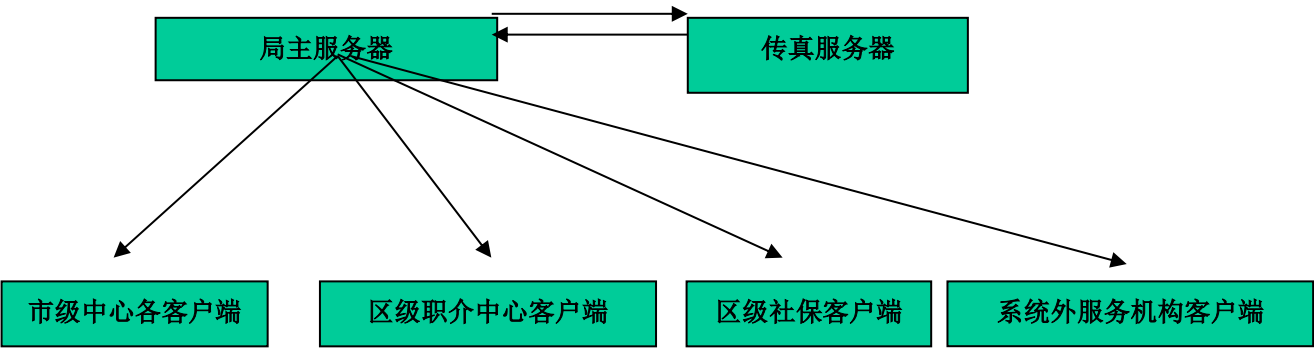 局主服务器
传真服务器
市级中心各客户端
区级职介中心客户端
区级社保客户端
系统外服务机构客户端